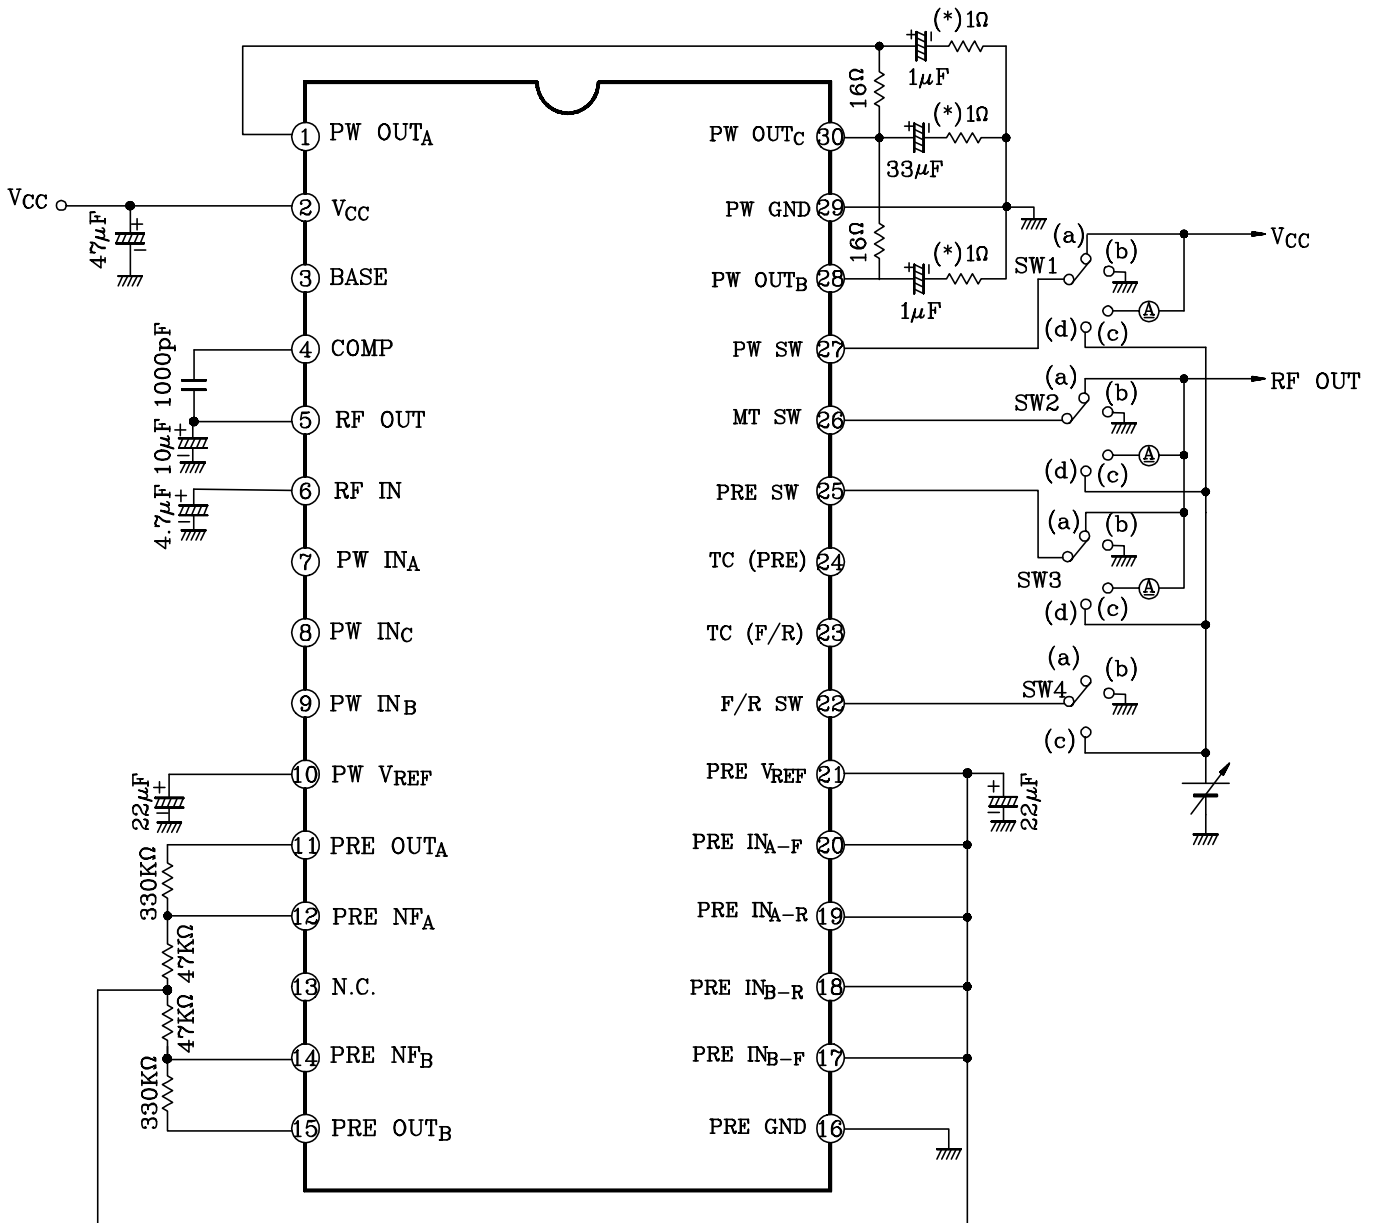 (*)1Ω
1μF
16Ω
(*)1Ω
33μF
16Ω
(*)1Ω
1μF
1 PW OUTA
PW OUTC 30
VCC
47μF
2 VCC
PW GND 29
3 BASE
PW OUTB 28
4 COMP
PW SW 27
1000pF
5 RF OUT
MT SW 26
10μF
6 RF IN
PRE SW 25
4.7μF
7 PW INA
TC (PRE) 24
8 PW INC
TC (F/R) 23
9 PW INB
F/R SW 22
10 PW VREF
PRE VREF 21
22μF
22μF
11 PRE OUTA
PRE INA-F 20
330KΩ
12 PRE NFA
PRE INA-R 19
47KΩ
13 N.C.
PRE INB-R 18
47KΩ
14 PRE NFB
PRE INB-F 17
330KΩ
15 PRE OUTB
PRE GND 16
SW1
(a)
(b)
(c)
(d)
A
VCC
SW2
(a)
(b)
(c)
(d)
A
RF OUT
SW3
(a)
(b)
(c)
(d)
A
SW4
(a)
(b)
(c)